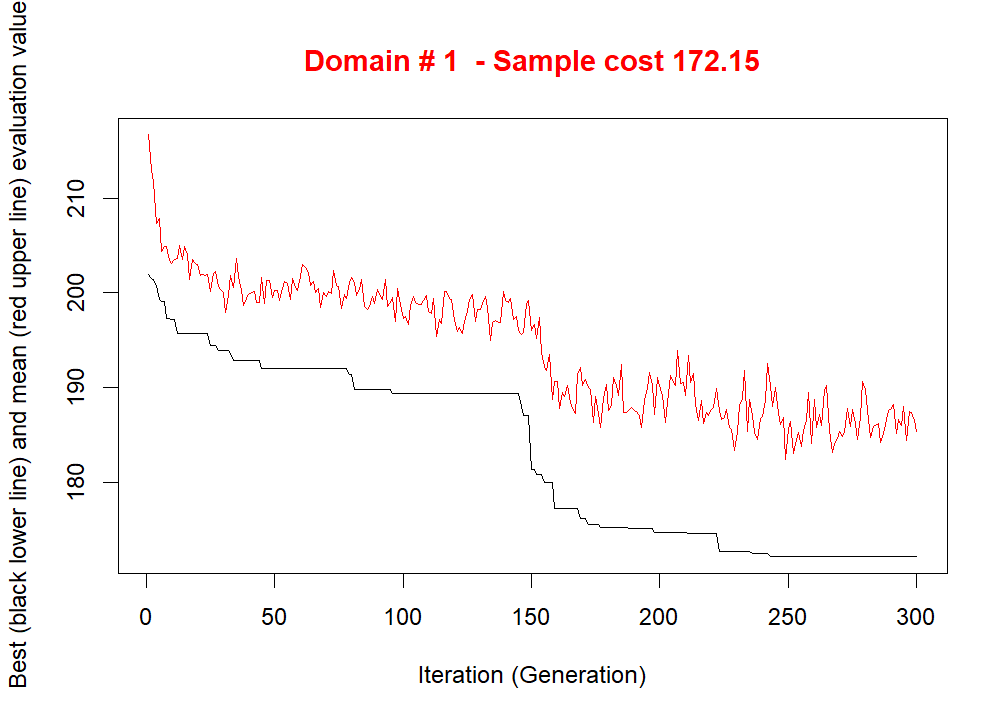 Domain # 1  - Sample cost 172.15
Best (black lower line) and mean (red upper line) evaluation value
210
200
190
180
0 50 100 150 200 250 300
Iteration (Generation)